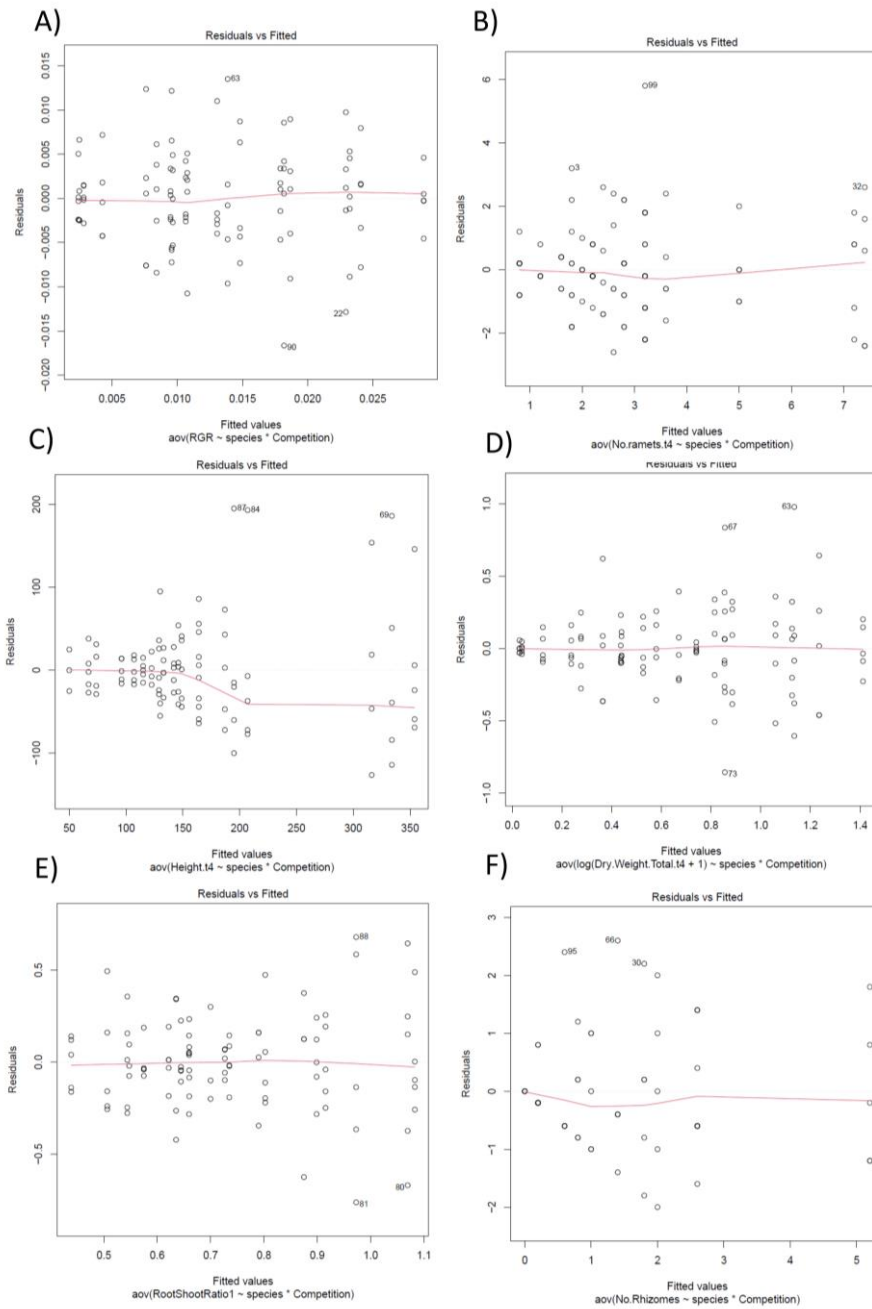 A)
Residuals vs Fitted
63
22
90
0.015
0.010
0.005
0.000
-0.005
-0.010
-0.015
-0.020
Residuals
0.005 0.010 0.015 0.020 0.025
Fitted values
aov(RGR ~ species * Competition)
B)
Residuals vs Fitted
99
3
32
6
4
2
0
-2
Residuals
1 2 3 4 5 6 7
Fitted values
aov(No.ramets.t4 ~ species * Competition)
C)
Residuals vs Fitted
87 84
69
200
100
0
-100
Residuals
50 100 150 200 250 300 350
Fitted values
aov(Height.t4 ~ species * Competition)
D)
Residuals vs Fitted
63
67
73
1.0
0.5
0.0
-0.5
-1.0
Residuals
0.0 0.2 0.4 0.6 0.8 1.0 1.2 1.4
Fitted values
aov(log(Dry.Weight.Total.t4 + 1) ~ species * Competition)
E)
Residuals vs Fitted
88
80
81
0.5
0.0
-0.5
Residuals
0.5 0.6 0.7 0.8 0.9 1.0 1.1
Fitted values
aov(RootShootRatio1 ~ species * Competition)
F)
Residuals vs Fitted
66
95
30
3
2
1
0
-1
-2
Residuals
0 1 2 3 4 5
Fitted values
aov(No.Rhizomes ~ species * Competition)